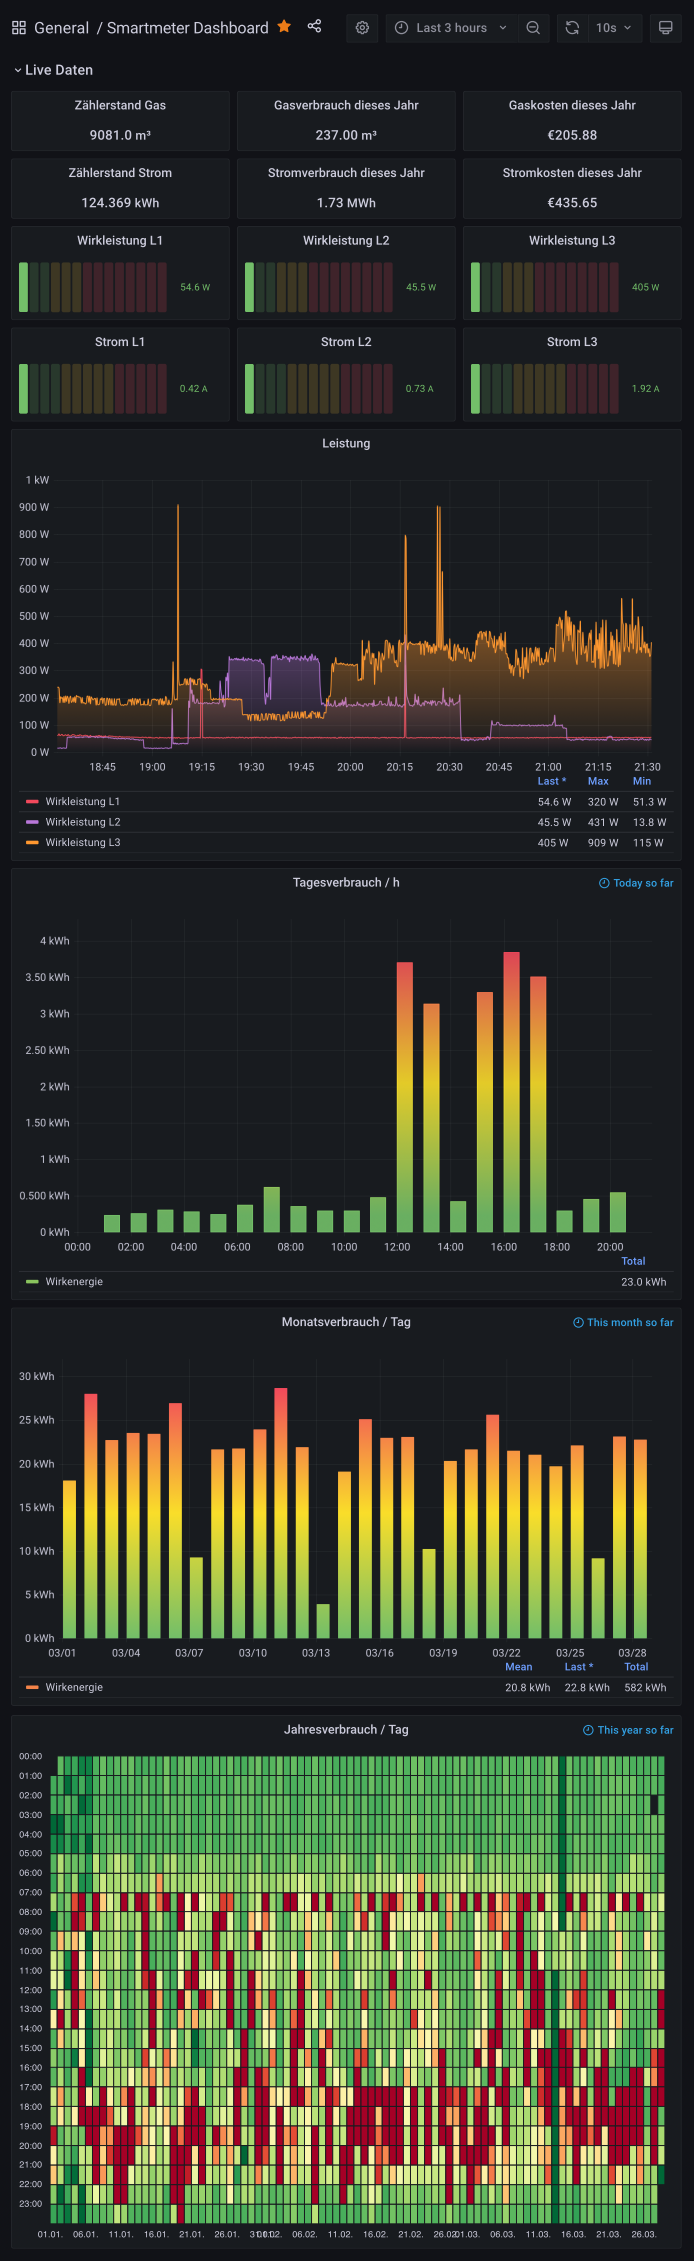 General / Smartmeter Dashboard
Last 3 hours
10s
Live Daten
Zählerstand Gas
9081.0 m³
Gasverbrauch dieses Jahr
237.00 m³
Gaskosten dieses Jahr
€205.88
Zählerstand Strom
124.369 kWh
Stromverbrauch dieses Jahr
1.73 MWh
Stromkosten dieses Jahr
€435.65
Wirkleistung L1
54.6 W
Wirkleistung L2
45.5 W
Wirkleistung L3
405 W
Strom L1
0.42 A
Strom L2
0.73 A
Strom L3
1.92 A
Leistung
1 kW
900 W
800 W
700 W
600 W
500 W
400 W
300 W
200 W
100 W
0 W
18:45 19:00 19:15 19:30 19:45 20:00 20:15 20:30 20:45 21:00 21:15 21:30
Last * Max Min
Wirkleistung L1 54.6 W 320 W 51.3 W
Wirkleistung L2 45.5 W 431 W 13.8 W
Wirkleistung L3 405 W 909 W 115 W
Tagesverbrauch / h
Today so far
4 kWh
3.50 kWh
3 kWh
2.50 kWh
2 kWh
1.50 kWh
1 kWh
0.500 kWh
0 kWh
00:00 02:00 04:00 06:00 08:00 10:00 12:00 14:00 16:00 18:00 20:00
Total
Wirkenergie 23.0 kWh
Monatsverbrauch / Tag
This month so far
30 kWh
25 kWh
20 kWh
15 kWh
10 kWh
5 kWh
0 kWh
03/01 03/04 03/07 03/10 03/13 03/16 03/19 03/22 03/25 03/28
Mean Last * Total
Wirkenergie 20.8 kWh 22.8 kWh 582 kWh
Jahresverbrauch / Tag
This year so far
00:00
01:00
02:00
03:00
04:00
05:00
06:00
07:00
08:00
09:00
10:00
11:00
12:00
13:00
14:00
15:00
16:00
17:00
18:00
19:00
20:00
21:00
22:00
23:00
01.01. 06.01. 11.01. 16.01. 21.01. 26.01. 06.02. 11.02. 16.02. 21.02. 26.02 01.03. 06.03. 11.03. 16.03. 21.03. 26.03.